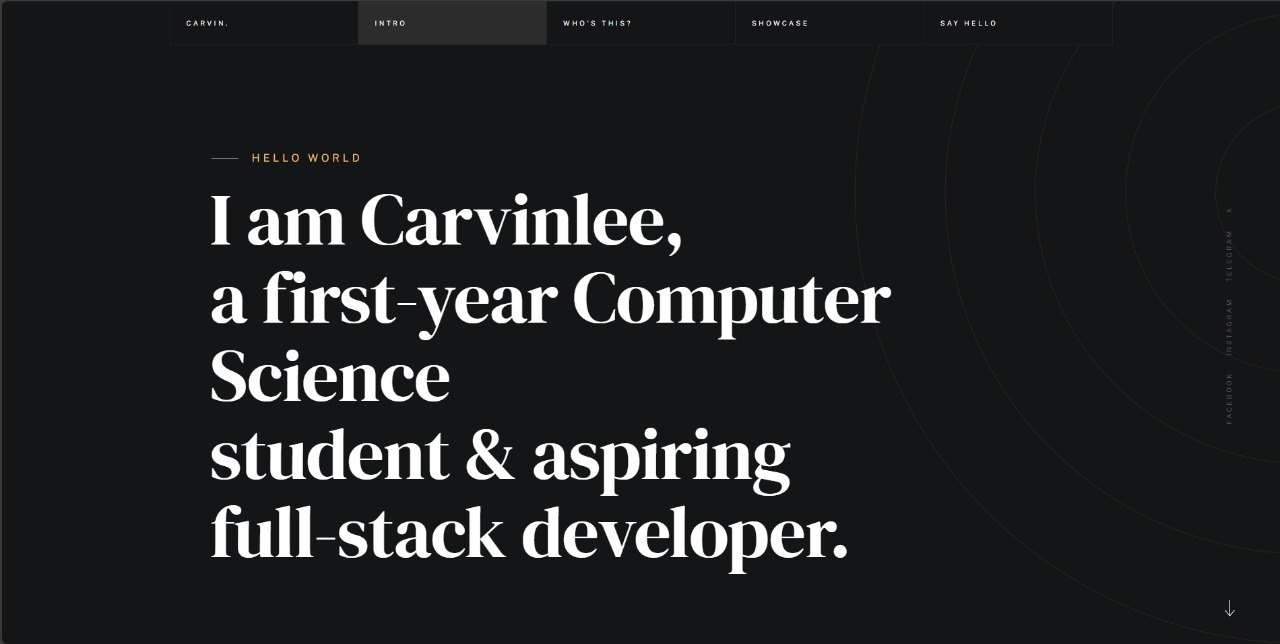 CARVIN.
INTRO
WHO'S THIS?
SHOWCASE
SAY HELLO
HELLO WORLD
I am Carvinlee,
a first-year Computer
Science
student & aspiring
full-stack developer.
FACEBOOK INSTAGRAM TELEGRAM X